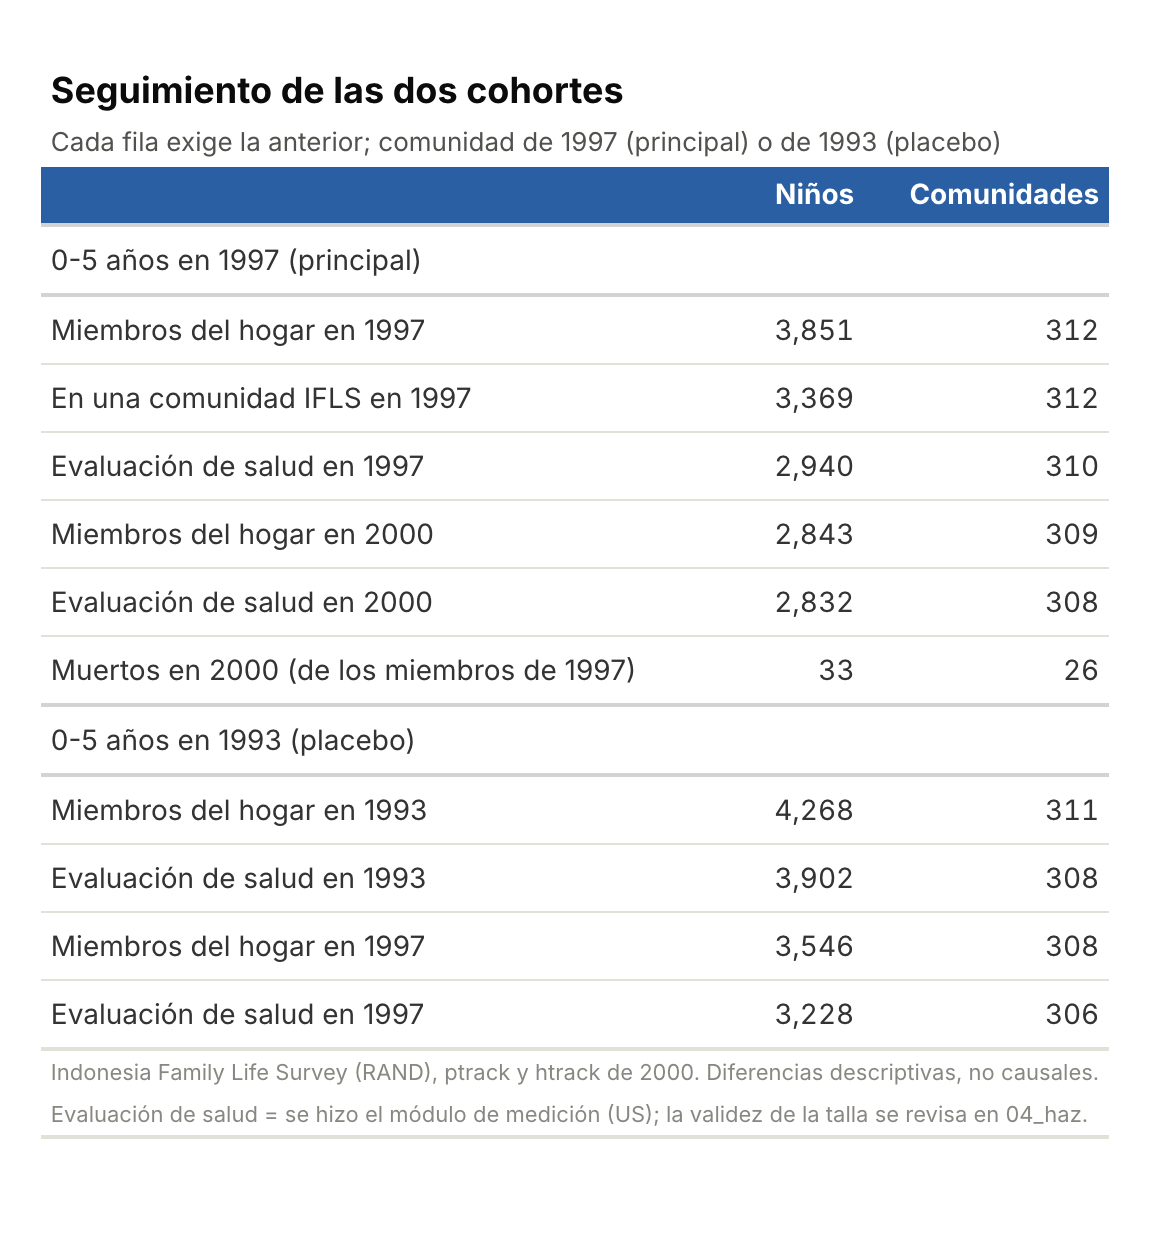 Seguimiento de las dos cohortes
Cada fila exige la anterior; comunidad de 1997 (principal) o de 1993 (placebo)
Niños Comunidades
0-5 años en 1997 (principal)
Miembros del hogar en 1997 3,851 312
En una comunidad IFLS en 1997 3,369 312
Evaluación de salud en 1997 2,940 310
Miembros del hogar en 2000 2,843 309
Evaluación de salud en 2000 2,832 308
Muertos en 2000 (de los miembros de 1997) 33 26
0-5 años en 1993 (placebo)
Miembros del hogar en 1993 4,268 311
Evaluación de salud en 1993 3,902 308
Miembros del hogar en 1997 3,546 308
Evaluación de salud en 1997 3,228 306
Indonesia Family Life Survey (RAND), ptrack y htrack de 2000. Diferencias descriptivas, no causales.
Evaluación de salud = se hizo el módulo de medición (US); la validez de la talla se revisa en 04_haz.